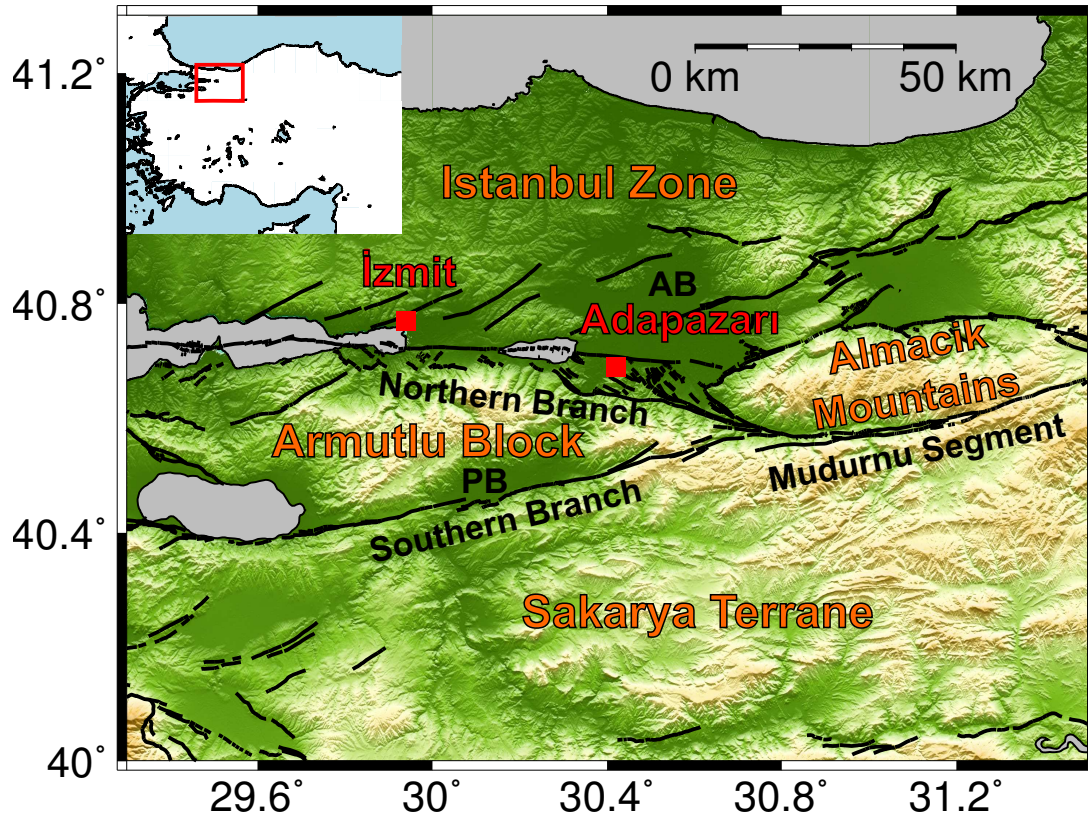 41.2°
0 km 50 km
Istanbul Zone
İzmit
AB
40.8°
Adapazarı
Almacik
Mountains
Northern Branch
Armutlu Block
Mudurnu Segment
PB
Southern Branch
40.4°
Sakarya Terrane
40°
29.6° 30° 30.4° 30.8° 31.2°